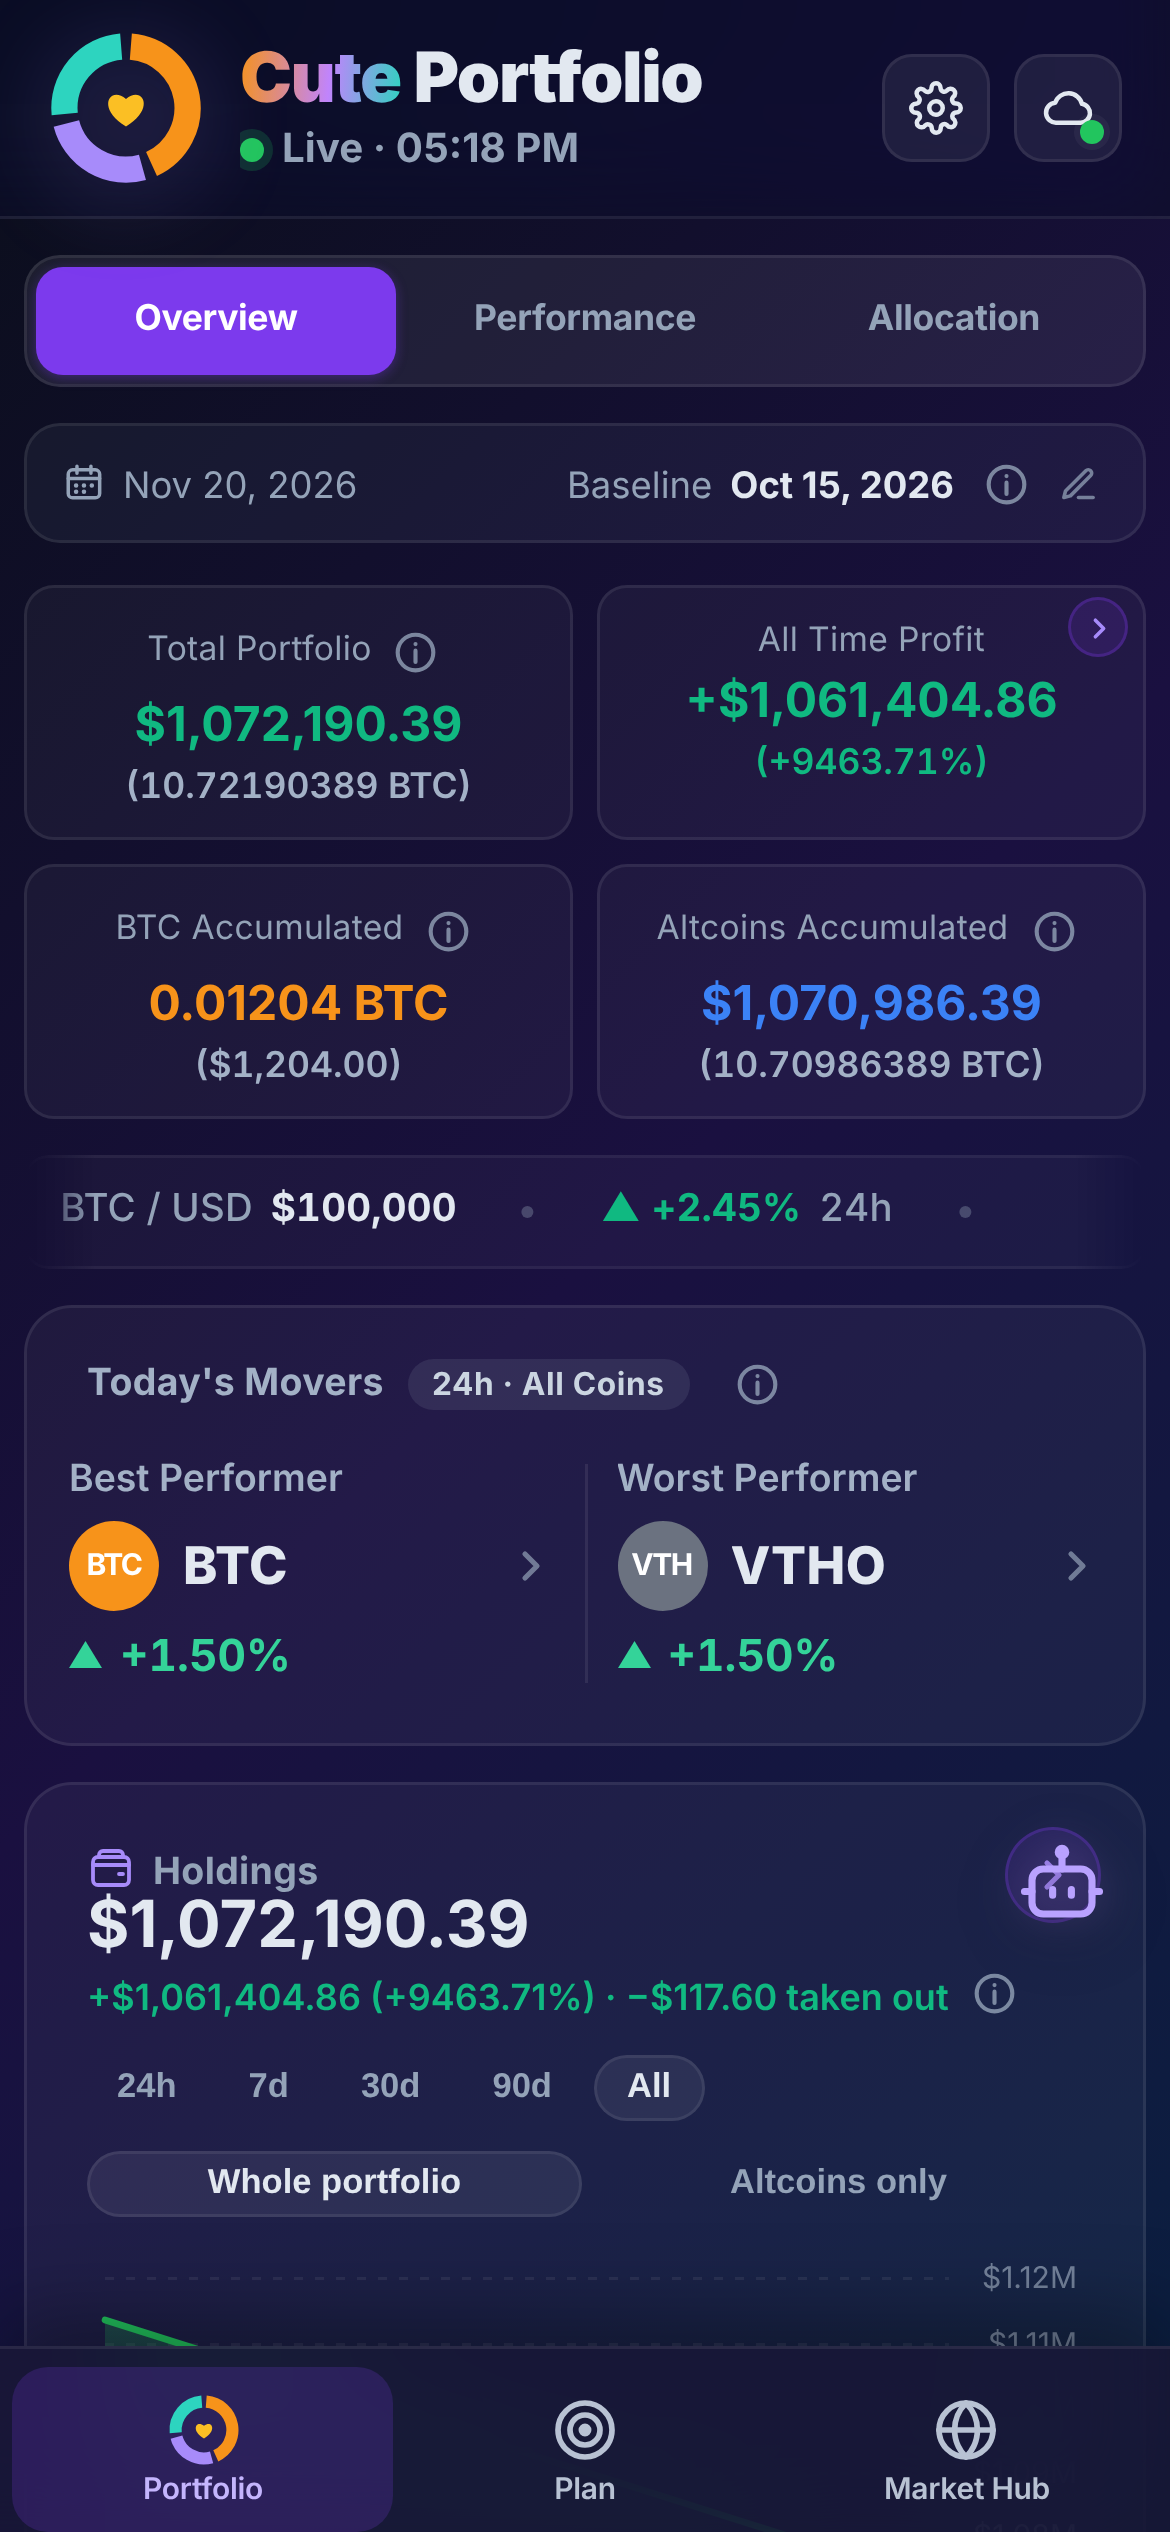 Cute Portfolio
Live · 05:18 PM
Overview
Performance
Allocation
Nov 20, 2026
Baseline Oct 15, 2026
Total Portfolio
$1,072,190.39
(10.72190389 BTC)
All Time Profit
+$1,061,404.86
(+9463.71%)
BTC Accumulated
0.01204 BTC
($1,204.00)
Altcoins Accumulated
$1,070,986.39
(10.70986389 BTC)
BTC / USD $100,000 • ▲ +2.45% 24h •
Today's Movers
24h · All Coins
Best Performer
BTC BTC
▲ +1.50%
Worst Performer
VTH VTHO
▲ +1.50%
Holdings
$1,072,190.39
+$1,061,404.86 (+9463.71%) · −$117.60 taken out
24h 7d 30d 90d All
Whole portfolio
Altcoins only
$1.12M
$1.11M
Portfolio
Plan
Market Hub